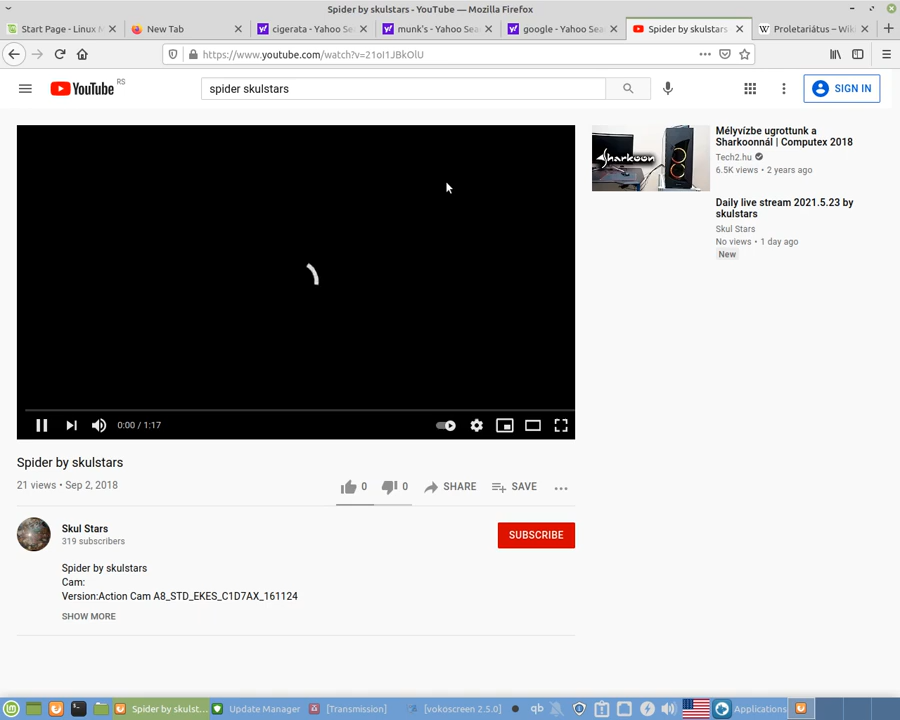 Spider by skulstars - YouTube — Mozilla Firefox
Start Page - Linux M
New Tab
cigerata - Yahoo Se
munk's - Yahoo Sea
google - Yahoo Sea
Spider by skulstars
Proletariátus – Wiki
https://www.youtube.com/watch?v=21oI1JBkOlU
YouTube RS
spider skulstars
SIGN IN
0:00 / 1:17
Spider by skulstars
21 views • Sep 2, 2018
0
0
SHARE
SAVE
Skul Stars
319 subscribers
SUBSCRIBE
Spider by skulstars
Cam:
Version:Action Cam A8_STD_EKES_C1D7AX_161124
SHOW MORE
Sharkoon
Mélyvízbe ugrottunk a
Sharkoonnál | Computex 2018
Tech2.hu
6.5K views • 2 years ago
Daily live stream 2021.5.23 by
skulstars
Skul Stars
No views • 1 day ago
New
Spider by skulst...
Update Manager
[Transmission]
[vokoscreen 2.5.0]
qb
Applications